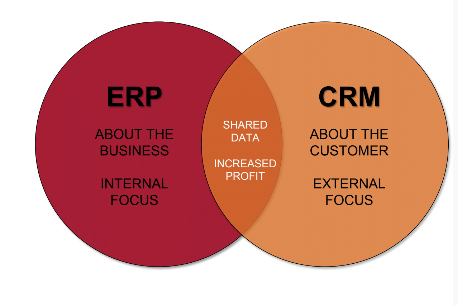 ERP
ABOUT THE
BUSINESS
INTERNAL
FOCUS
SHARED
DATA
INCREASED
PROFIT
CRM
ABOUT THE
CUSTOMER
EXTERNAL
FOCUS